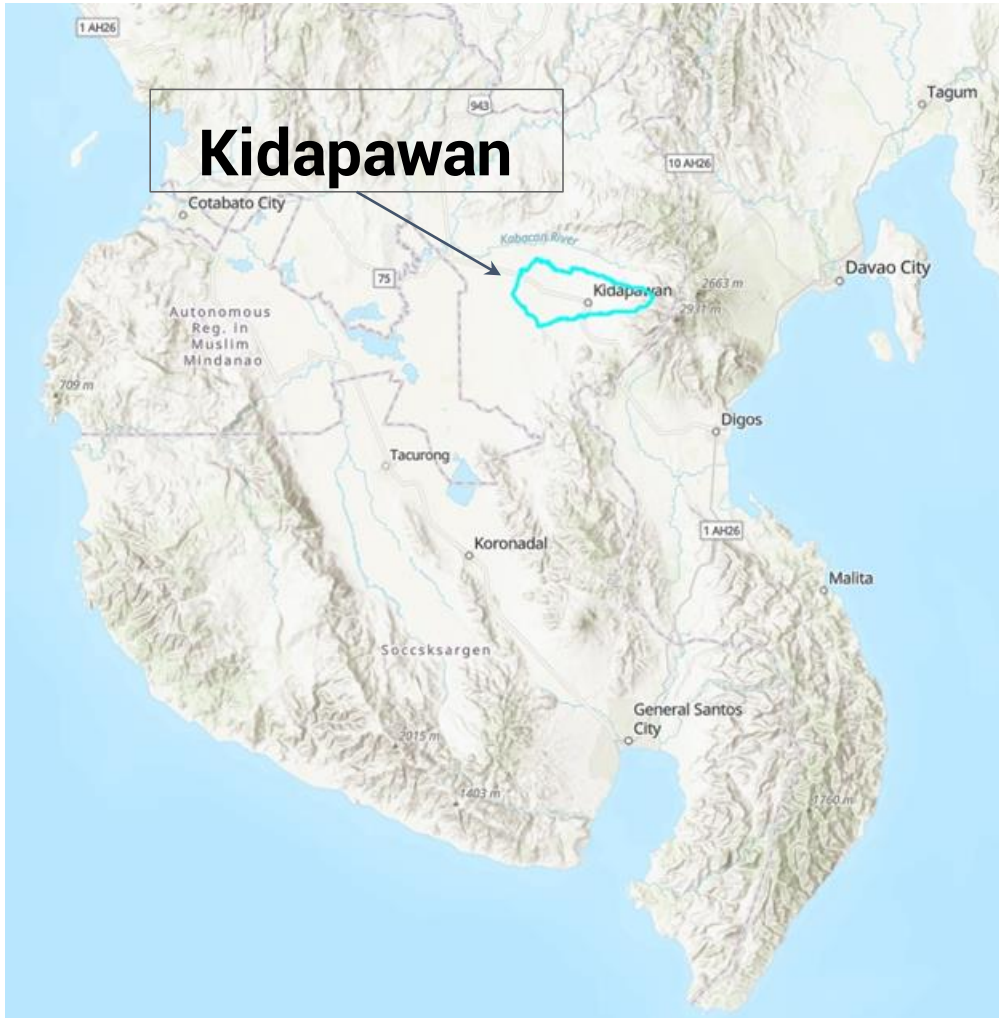 1 AH26
Tagum
943
Kidapawan
10 AH26
Cotabato City
Kabacan River
Davao City
75
2663 m
Kidapawan
2931 m
Autonomous
Reg. in
Muslim
Mindanao
709 m
Digos
Tacurong
1 AH26
Koronadal
Malita
Soccsksargen
General Santos
City
2015 m
1403 m
1760 m